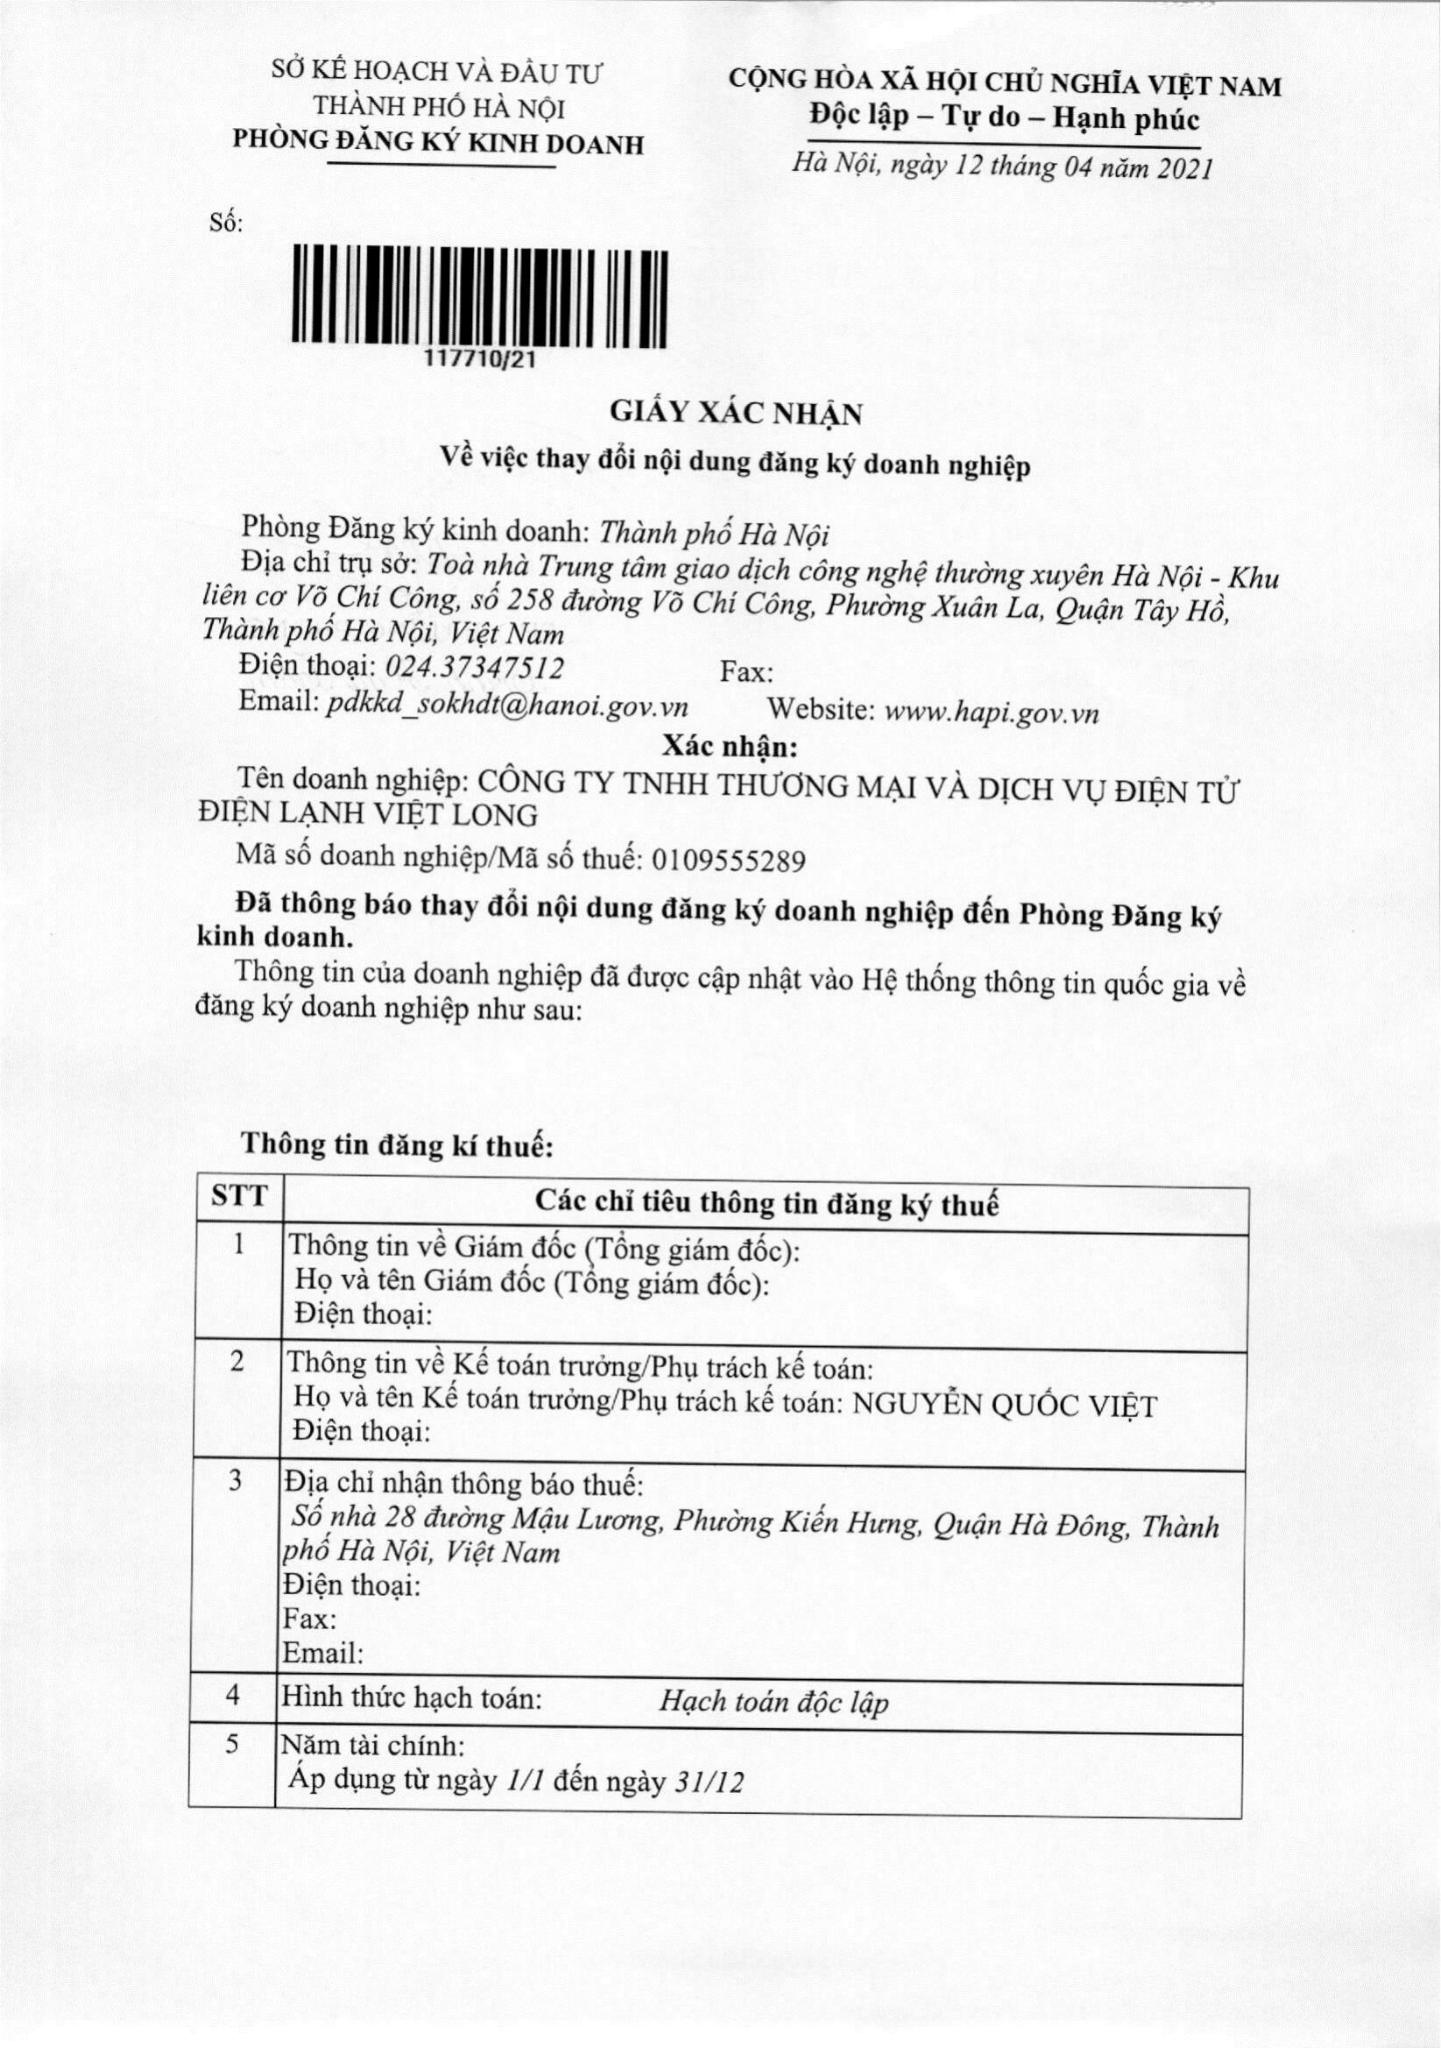 SỞ KẾ HOẠCH VÀ ĐẦU TƯ
THÀNH PHỐ HÀ NỘI
PHÒNG ĐĂNG KÝ KINH DOANH
CỘNG HÒA XÃ HỘI CHỦ NGHĨA VIỆT NAM
Độc lập – Tự do – Hạnh phúc
Hà Nội, ngày 12 tháng 04 năm 2021
Số:
117710/21
GIẤY XÁC NHẬN
Về việc thay đổi nội dung đăng ký doanh nghiệp
Phòng Đăng ký kinh doanh: Thành phố Hà Nội
Địa chỉ trụ sở: Toà nhà Trung tâm giao dịch công nghệ thường xuyên Hà Nội - Khu
liên cơ Võ Chí Công, số 258 đường Võ Chí Công, Phường Xuân La, Quận Tây Hồ,
Thành phố Hà Nội, Việt Nam
Điện thoại: 024.37347512 Fax:
Email: pdkkd_sokhdt@hanoi.gov.vn Website: www.hapi.gov.vn
Xác nhận:
Tên doanh nghiệp: CÔNG TY TNHH THƯƠNG MẠI VÀ DỊCH VỤ ĐIỆN TỬ
ĐIỆN LẠNH VIỆT LONG
Mã số doanh nghiệp/Mã số thuế: 0109555289
Đã thông báo thay đổi nội dung đăng ký doanh nghiệp đến Phòng Đăng ký
kinh doanh.
Thông tin của doanh nghiệp đã được cập nhật vào Hệ thống thông tin quốc gia về
đăng ký doanh nghiệp như sau:
Thông tin đăng kí thuế:
STT Các chỉ tiêu thông tin đăng ký thuế
1 Thông tin về Giám đốc (Tổng giám đốc):
Họ và tên Giám đốc (Tổng giám đốc):
Điện thoại:
2 Thông tin về Kế toán trưởng/Phụ trách kế toán:
Họ và tên Kế toán trưởng/Phụ trách kế toán: NGUYỄN QUỐC VIỆT
Điện thoại:
3 Địa chỉ nhận thông báo thuế:
Số nhà 28 đường Mậu Lương, Phường Kiến Hưng, Quận Hà Đông, Thành
phố Hà Nội, Việt Nam
Điện thoại:
Fax:
Email:
4 Hình thức hạch toán: Hạch toán độc lập
5 Năm tài chính:
Áp dụng từ ngày 1/1 đến ngày 31/12